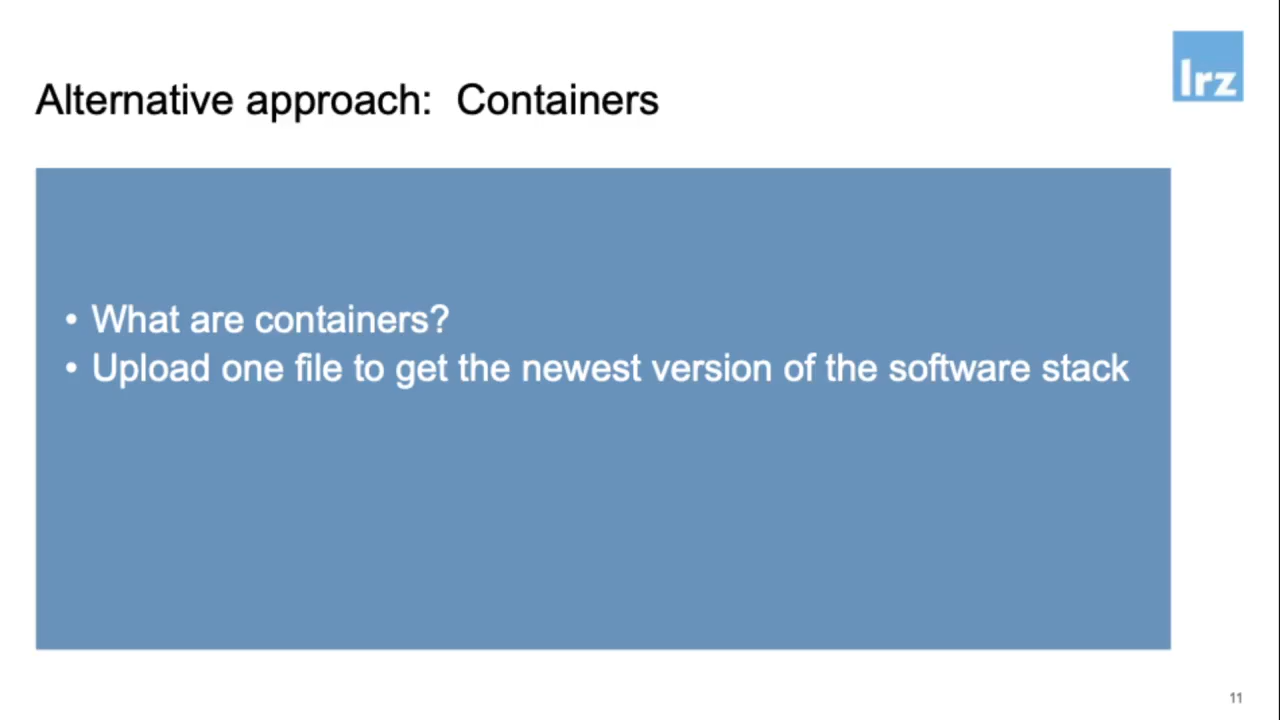 lrz
Alternative approach:  Containers
• What are containers?
• Upload one file to get the newest version of the software stack
11